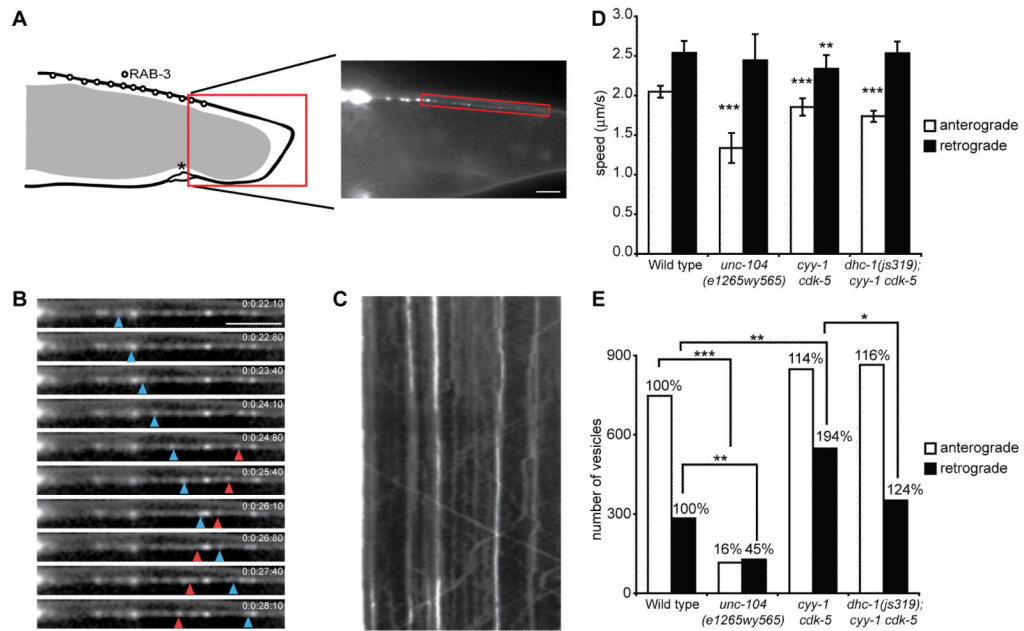 A
RAB-3
*
B
0:0:22:10
0:0:22:80
0:0:23:40
0:0:24:10
0:0:24:80
0:0:25:40
0:0:26:10
0:0:26:80
0:0:27:40
0:0:28:10
C
D
speed (μm/s)
3.0
2.5
2.0
1.5
1.0
0.5
0.0
***
***
**
***
anterograde
retrograde
Wild type
unc-104
(e1265wy565)
cyy-1
cdk-5
dhc-1(js319);
cyy-1 cdk-5
E
number of vesicles
900
600
300
0
***
**
**
*
100%
100%
16%
45%
114%
194%
116%
124%
anterograde
retrograde
Wild type
unc-104
(e1265wy565)
cyy-1
cdk-5
dhc-1(js319);
cyy-1 cdk-5